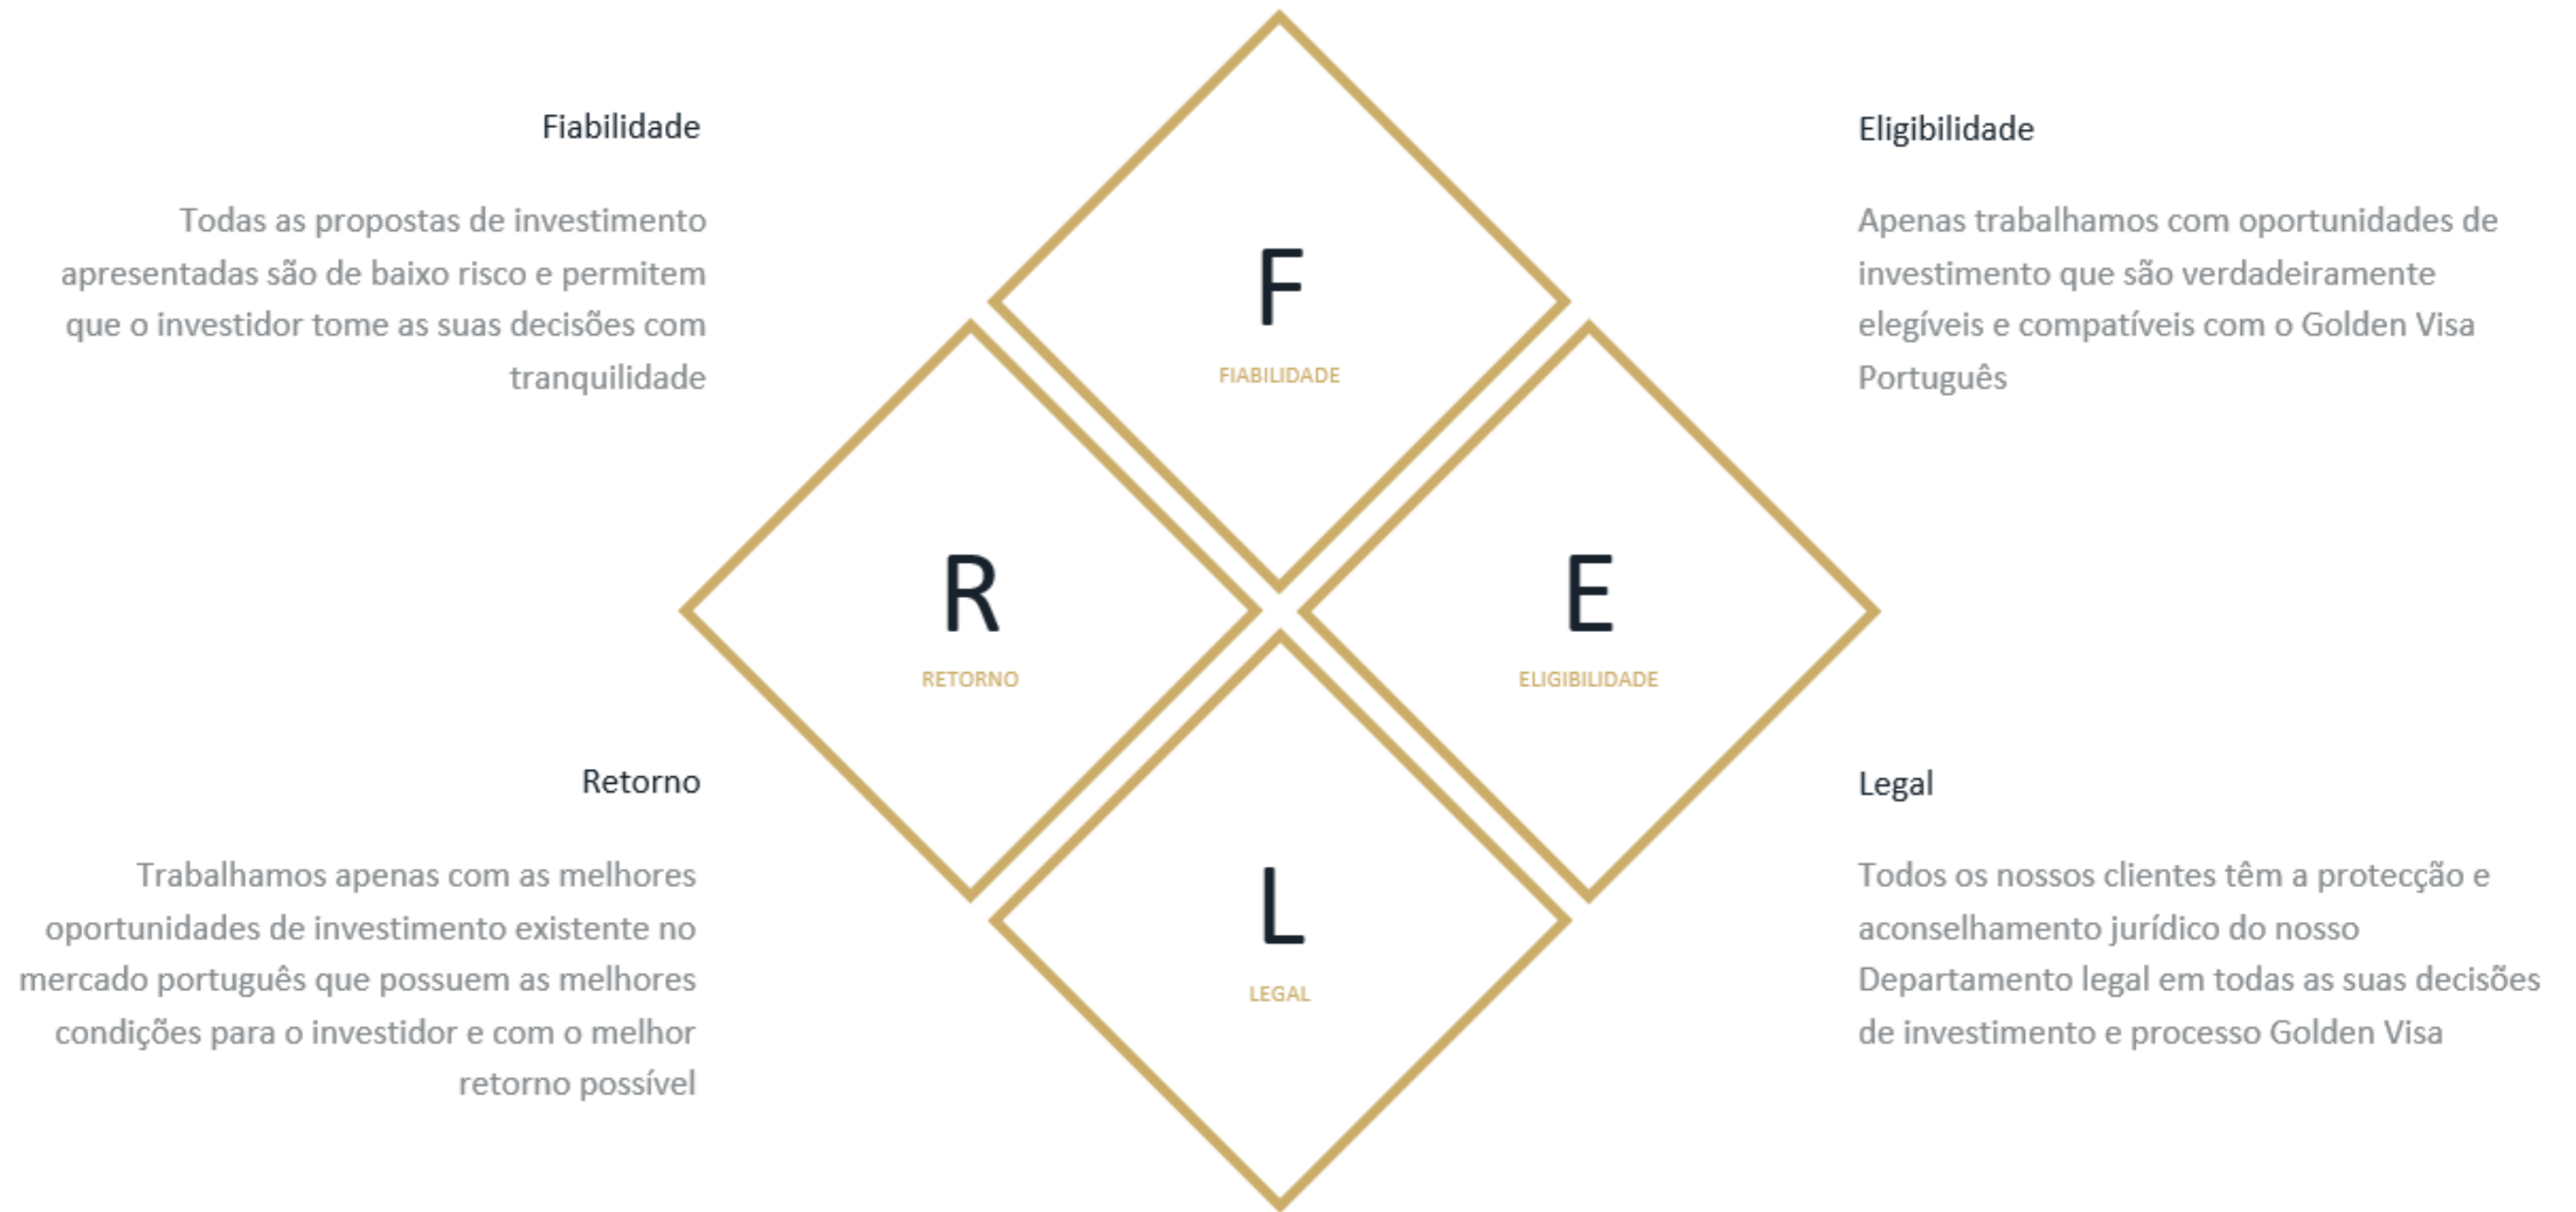 Fiabilidade
Todas as propostas de investimento
apresentadas são de baixo risco e permitem
que o investidor tome as suas decisões com
tranquilidade
F
FIABILIDADE
Eligibilidade
Apenas trabalhamos com oportunidades de
investimento que são verdadeiramente
elegíveis e compatíveis com o Golden Visa
Português
R
RETORNO
E
ELIGIBILIDADE
Retorno
Trabalhamos apenas com as melhores
oportunidades de investimento existente no
mercado português que possuem as melhores
condições para o investidor e com o melhor
retorno possível
L
LEGAL
Legal
Todos os nossos clientes têm a protecção e
aconselhamento jurídico do nosso
Departamento legal em todas as suas decisões
de investimento e processo Golden Visa